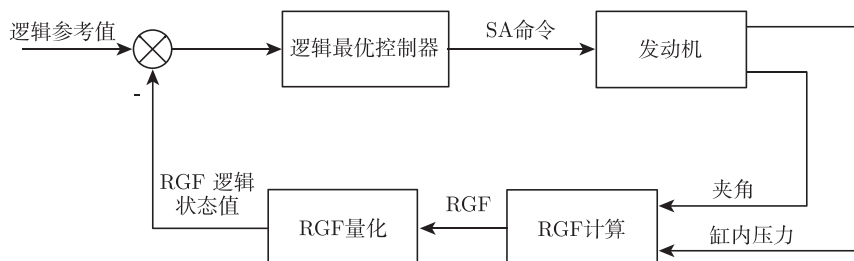 逻辑参考值
逻辑最优控制器
SA命令
发动机
-
RGF 逻辑
状态值
RGF量化
RGF
RGF计算
夹角
缸内压力